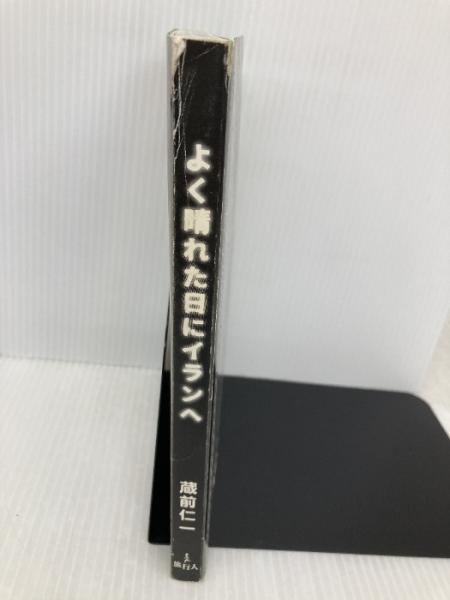 よく晴れた日にイランへ
蔵前仁一
旅行人